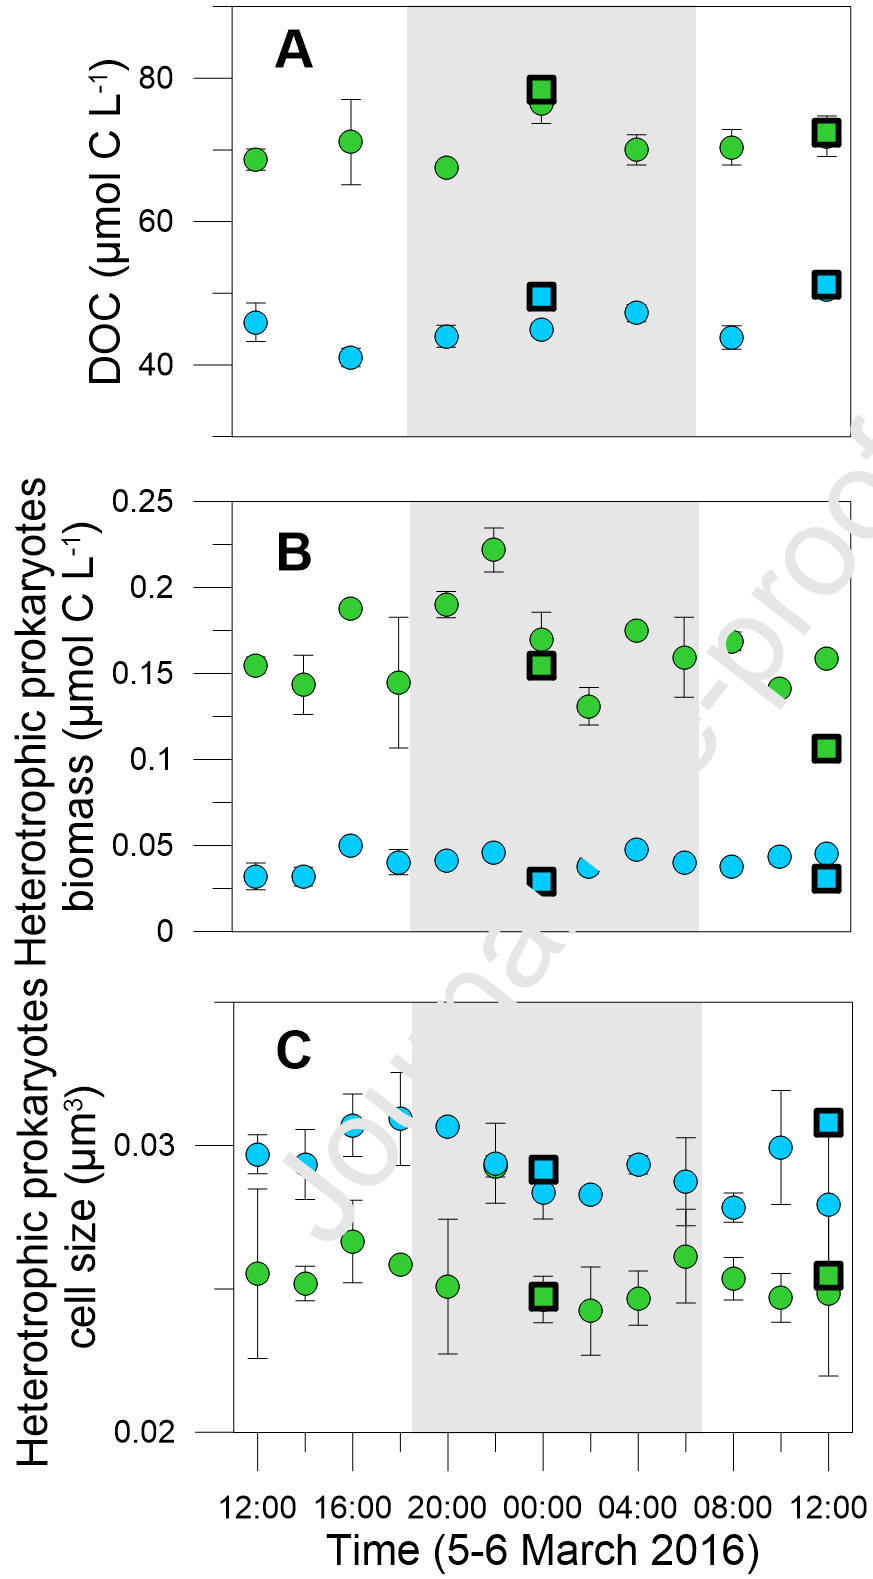 A
DOC (µmol C L-1)
80
60
40
B
Heterotrophic prokaryotes
biomass (µmol C L-1)
0.25
0.2
0.15
0.1
0.05
0
C
Heterotrophic prokaryotes
cell size (µm3)
0.03
0.02
12:00 16:00 20:00 00:00 04:00 08:00 12:00
Time (5-6 March 2016)